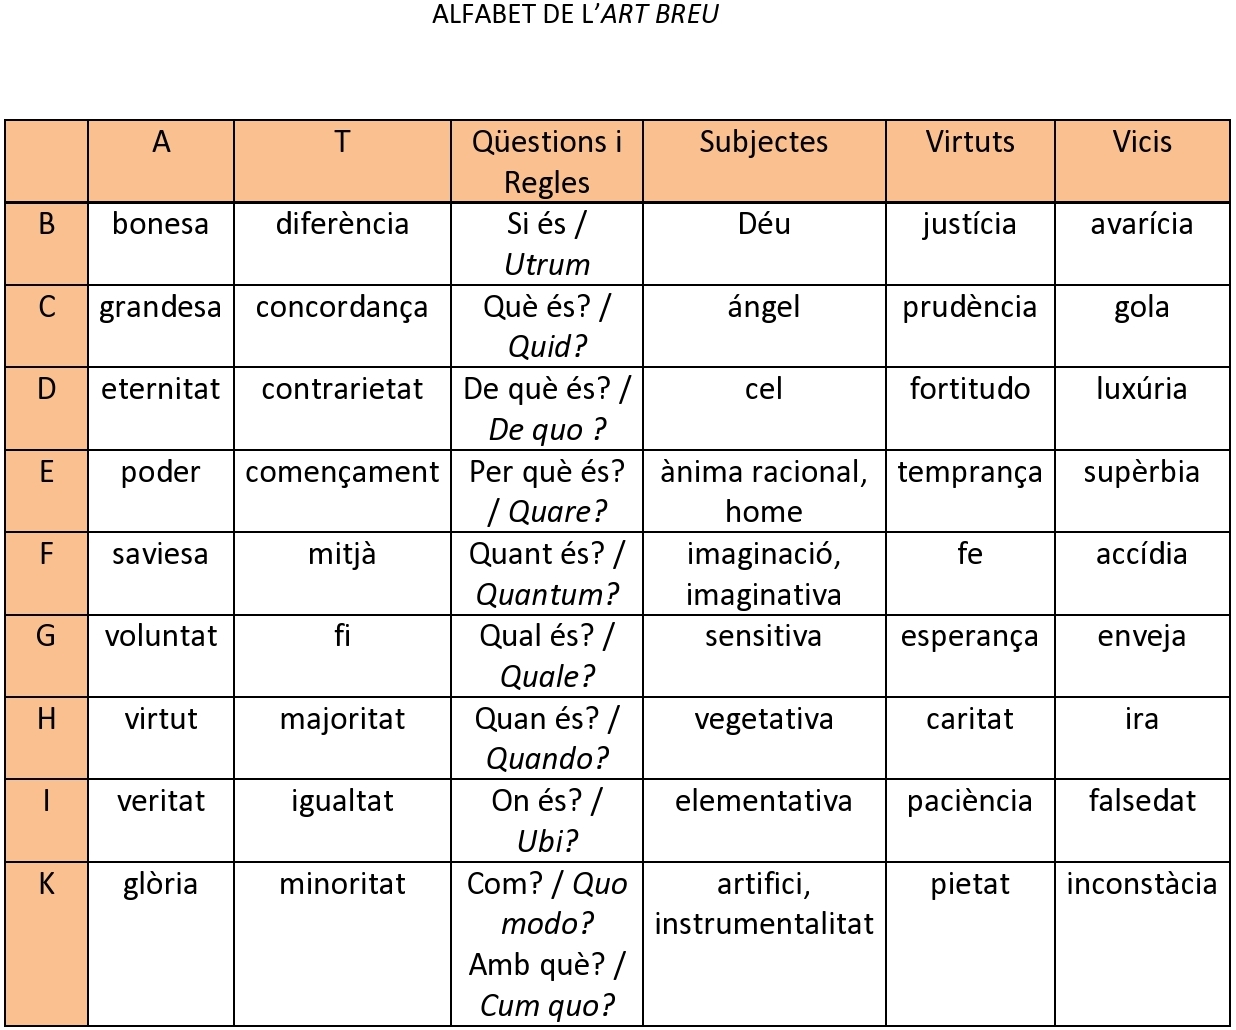 ALFABET DE L’ART BREU
A T Qüestions i Regles Subjectes Virtuts Vicis
B bonesa diferència Si és / Utrum Déu justícia avarícia
C grandesa concordança Què és? / Quid? ángel prudència gola
D eternitat contrarietat De què és? / De quo ? cel fortitudo luxúria
E poder començament Per què és? / Quare? ànima racional, home temprança supèrbia
F saviesa mitjà Quant és? / Quantum? imaginació, imaginativa fe accídia
G voluntat fi Qual és? / Quale? sensitiva esperança enveja
H virtut majoritat Quan és? / Quando? vegetativa caritat ira
I veritat igualtat On és? / Ubi? elementativa paciència falsedat
K glòria minoritat Com? / Quo modo? Amb què? / Cum quo? artifici, instrumentalitat pietat inconstàcia